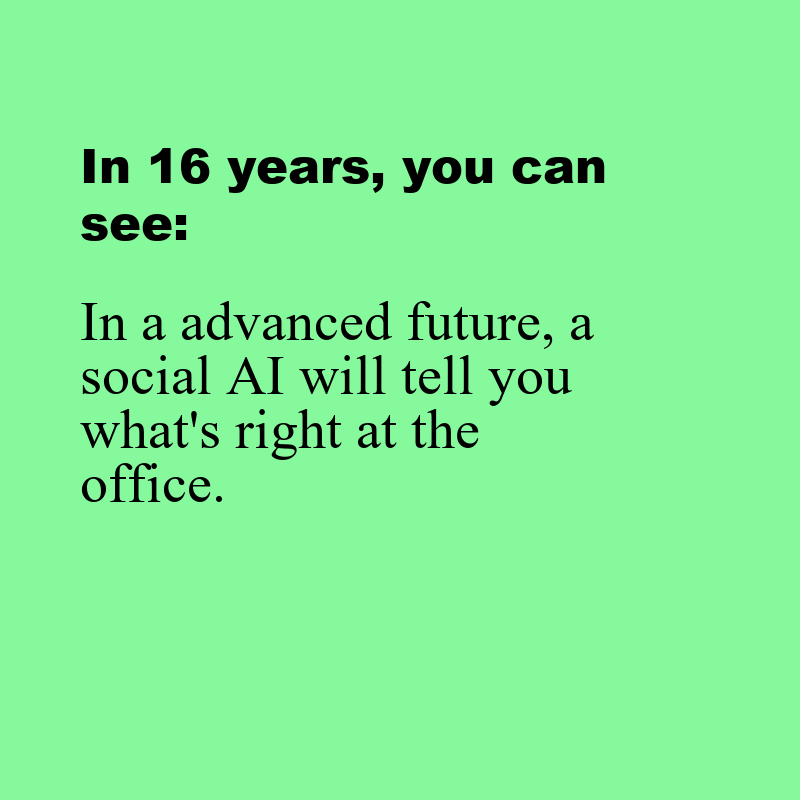 In 16 years, you can
see:
In a advanced future, a
social AI will tell you
what's right at the
office.